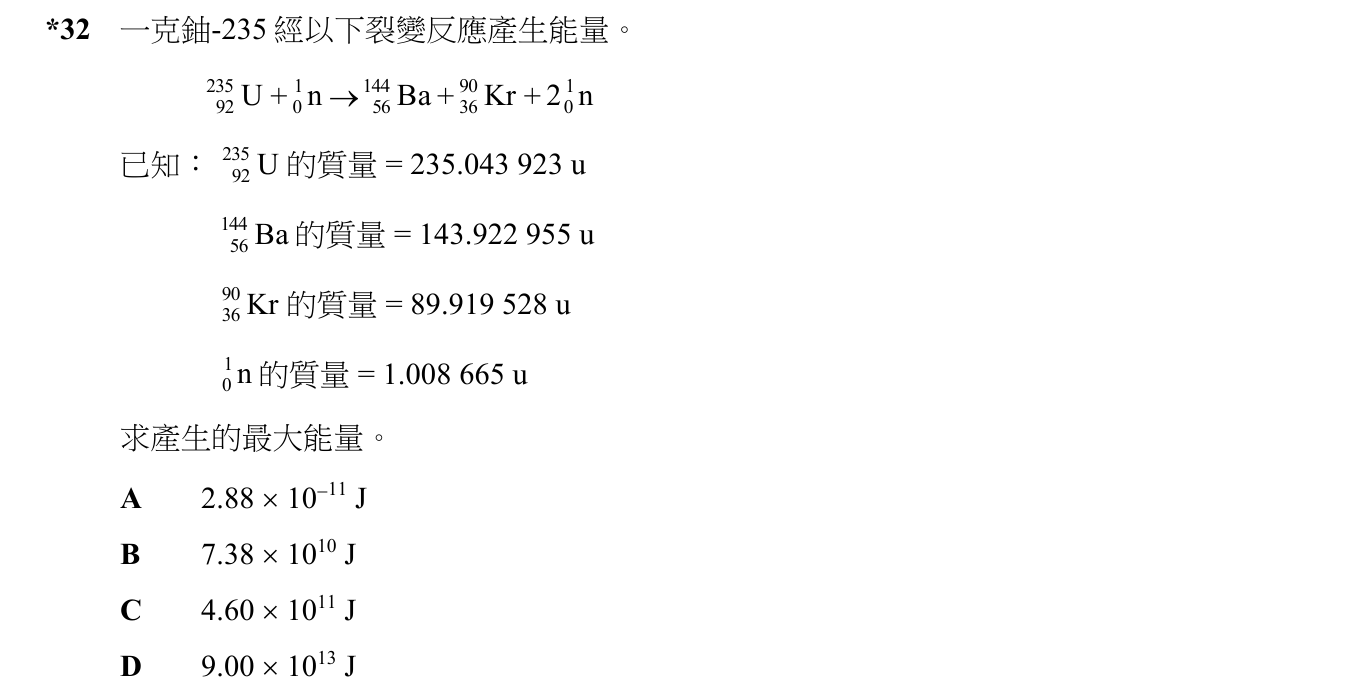 *32 一克鈾-235 經以下裂變反應產生能量。
²³⁵₉₂U + ¹₀n → ¹⁴⁴₅₆Ba + ⁹⁰₃₆Kr + 2¹₀n
已知： ²³⁵₉₂U 的質量 = 235.043 923 u
¹⁴⁴₅₆Ba 的質量 = 143.922 955 u
⁹⁰₃₆Kr 的質量 = 89.919 528 u
¹₀n 的質量 = 1.008 665 u
求產生的最大能量。
A 2.88 × 10⁻¹¹ J
B 7.38 × 10¹⁰ J
C 4.60 × 10¹¹ J
D 9.00 × 10¹³ J